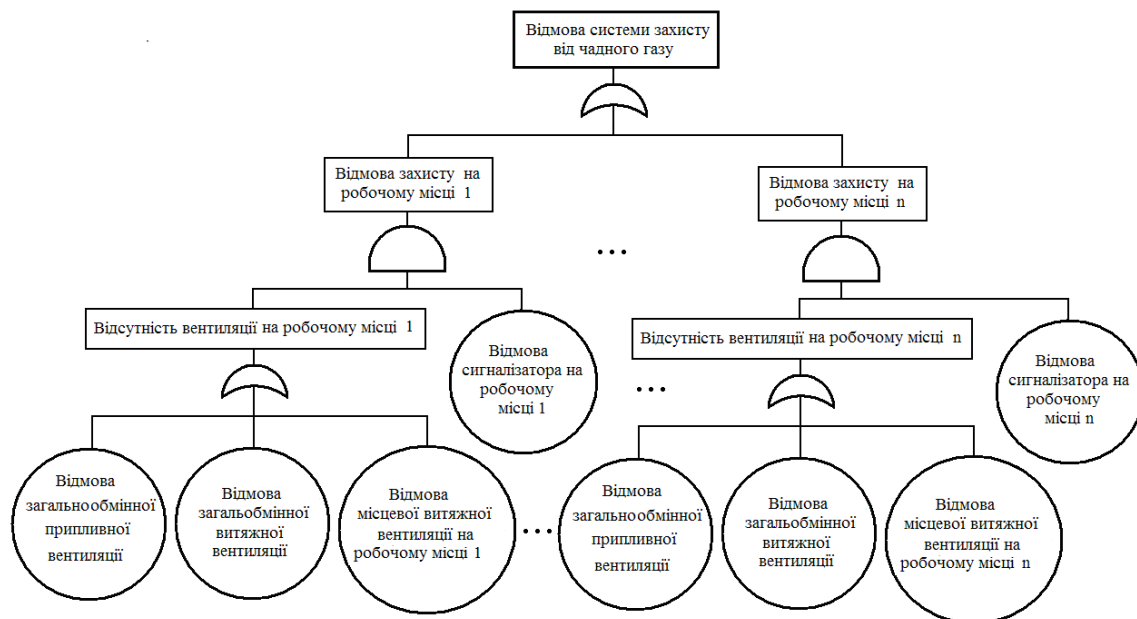 Відмова системи захисту
від чадного газу
Відмова захисту на
робочому місці 1
Відмова захисту на
робочому місці n
...
Відсутність вентиляції на робочому місці 1
Відсутність вентиляції на робочому місці n
Відмова
сигналізатора на
робочому
місці 1
...
Відмова
сигналізатора на
робочому
місці n
Відмова
загальнообмінної
припливної
вентиляції
Відмова
загальобмінної
витяжної
вентиляції
Відмова
місцевої витяжної
вентиляції на
робочому місці 1
...
Відмова
загальнообмінної
припливної
вентиляції
Відмова
загальобмінної
витяжної
вентиляції
Відмова
місцевої витяжної
вентиляції на
робочому місці n